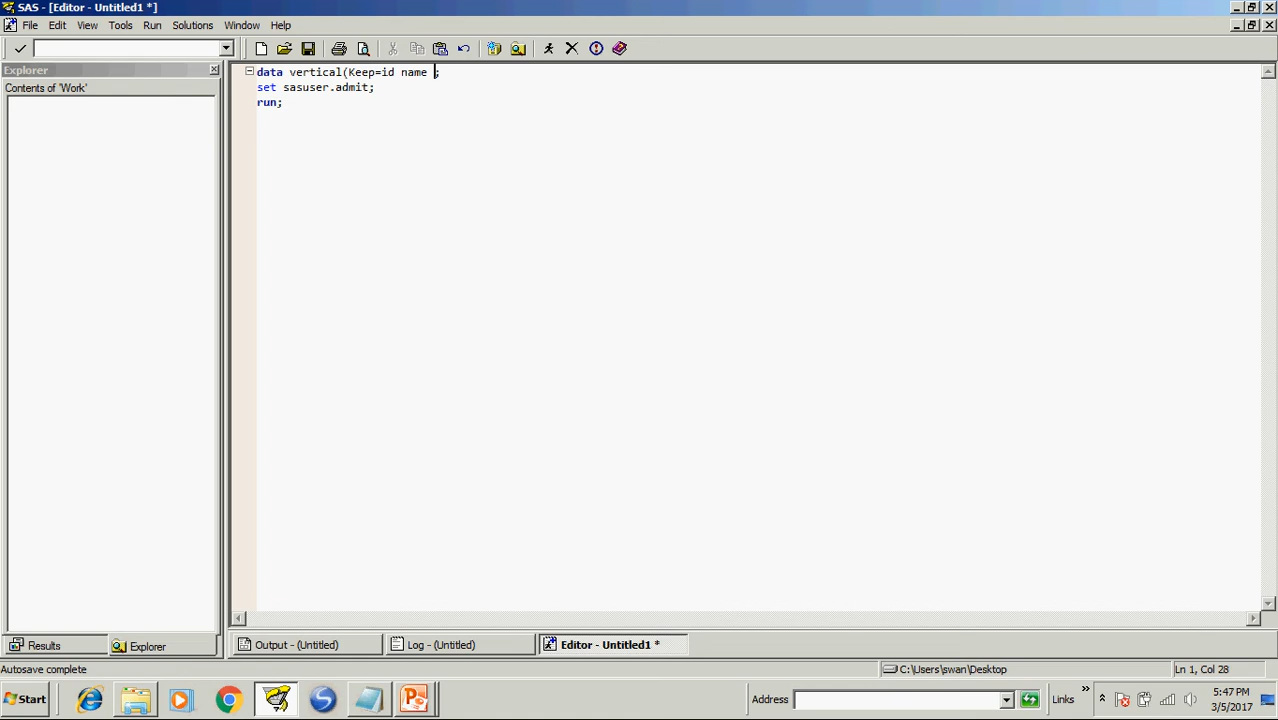 SAS - [Editor - Untitled1 *]
File Edit View Tools Run Solutions Window Help
Explorer
Contents of 'Work'
data vertical(Keep=id name ;
set sasuser.admit;
run;
Results Explorer
Output - (Untitled) Log - (Untitled) Editor - Untitled1 *
Autosave complete C:\Users\swan\Desktop Ln 1, Col 28
Start Address Links » 5:47 PM
3/5/2017